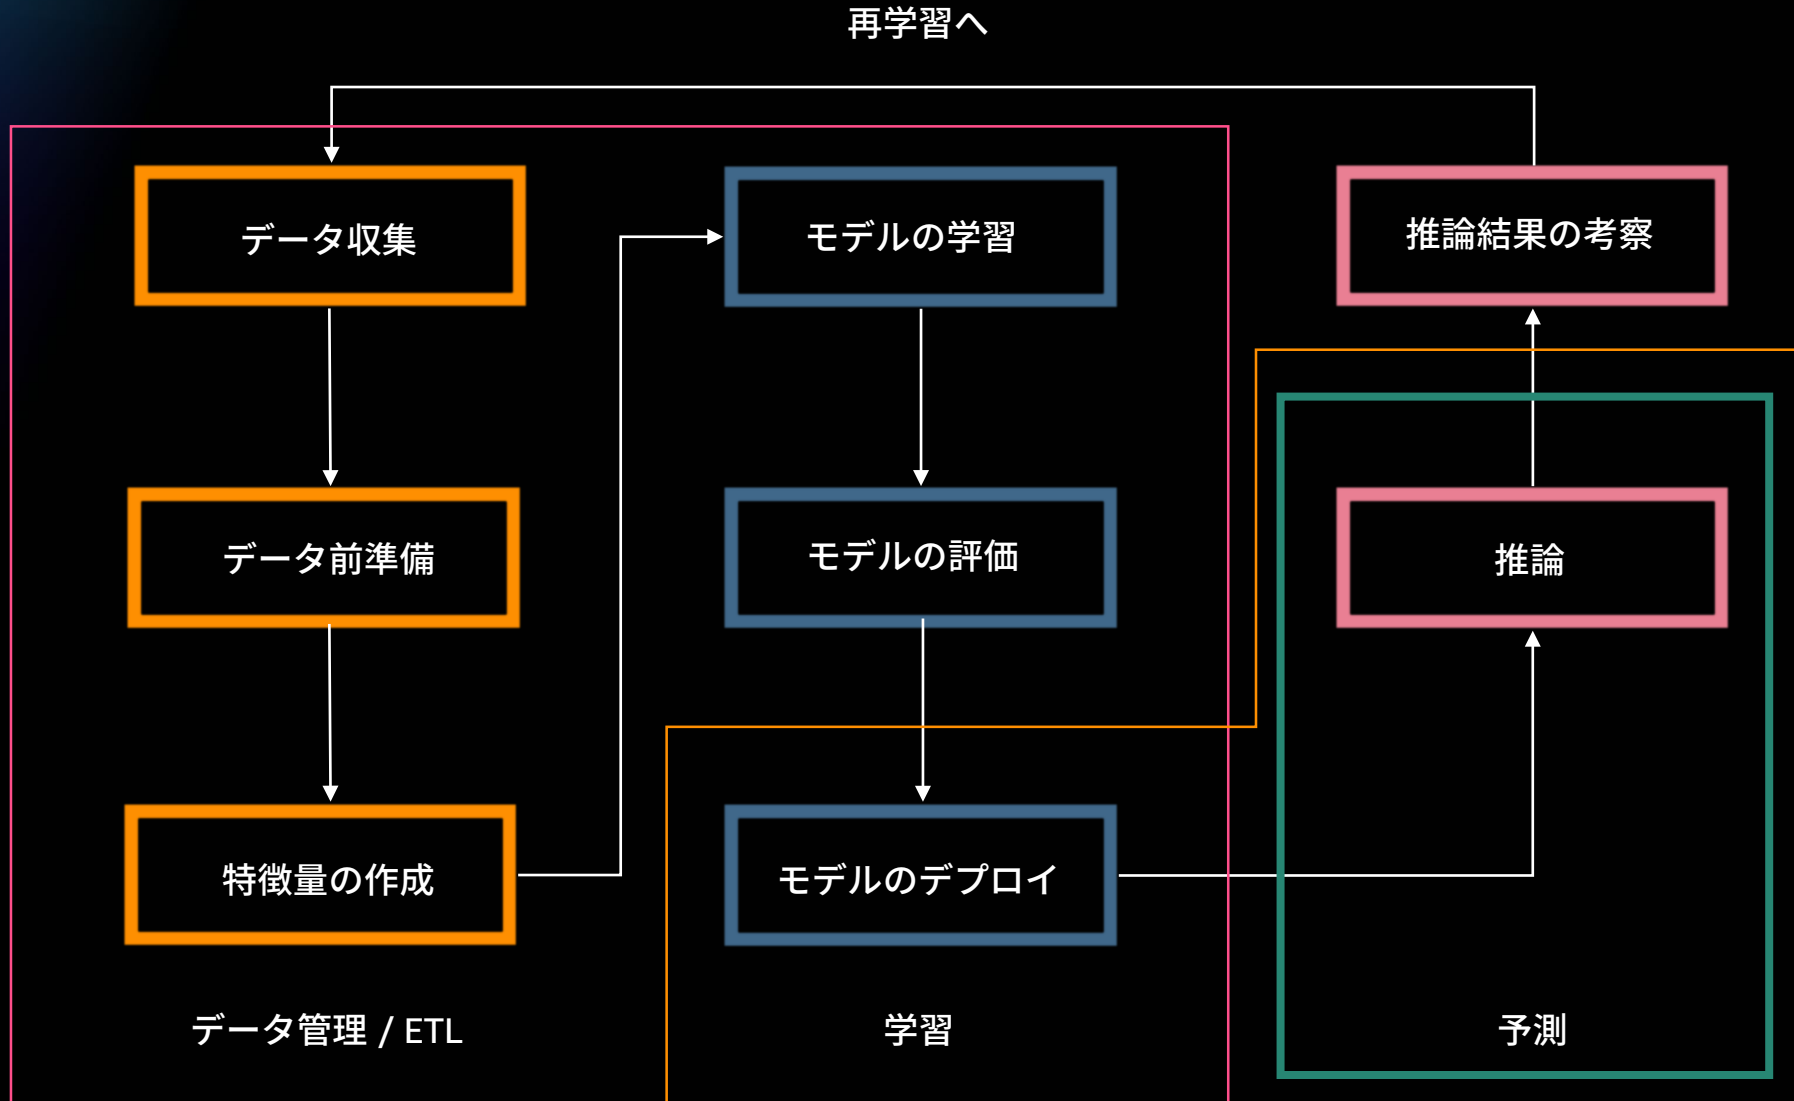 再学習へ
データ収集
モデルの学習
推論結果の考察
データ前準備
モデルの評価
推論
特徴量の作成
モデルのデプロイ
データ管理 / ETL
学習
予測